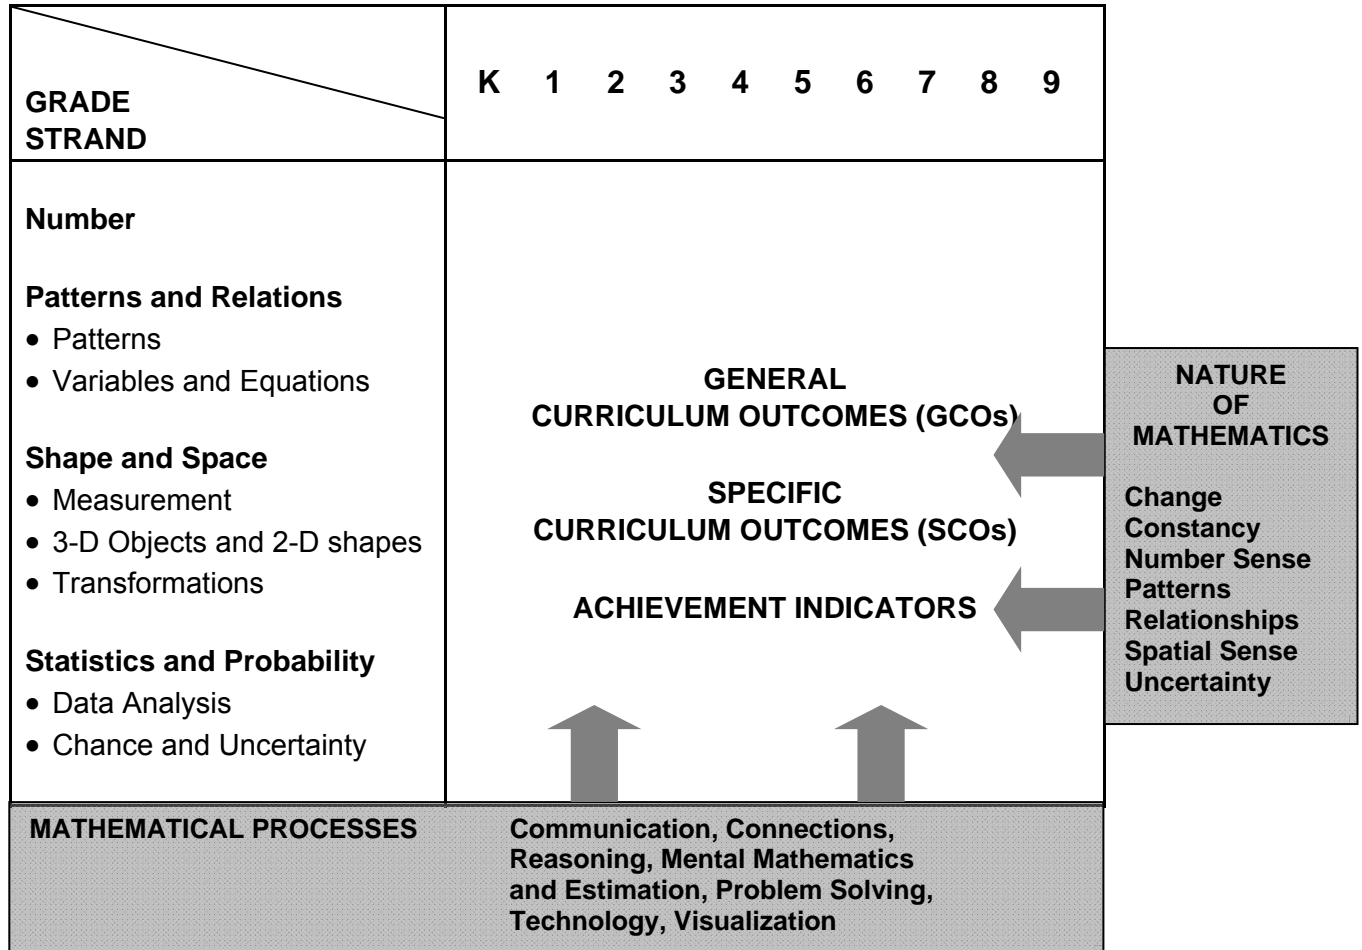 GRADE
STRAND
K 1 2 3 4 5 6 7 8 9
Number
Patterns and Relations
• Patterns
• Variables and Equations
Shape and Space
• Measurement
• 3-D Objects and 2-D shapes
• Transformations
Statistics and Probability
• Data Analysis
• Chance and Uncertainty
GENERAL
CURRICULUM OUTCOMES (GCOs)
SPECIFIC
CURRICULUM OUTCOMES (SCOs)
ACHIEVEMENT INDICATORS
NATURE
OF
MATHEMATICS
Change
Constancy
Number Sense
Patterns
Relationships
Spatial Sense
Uncertainty
MATHEMATICAL PROCESSES
Communication, Connections,
Reasoning, Mental Mathematics
and Estimation, Problem Solving,
Technology, Visualization